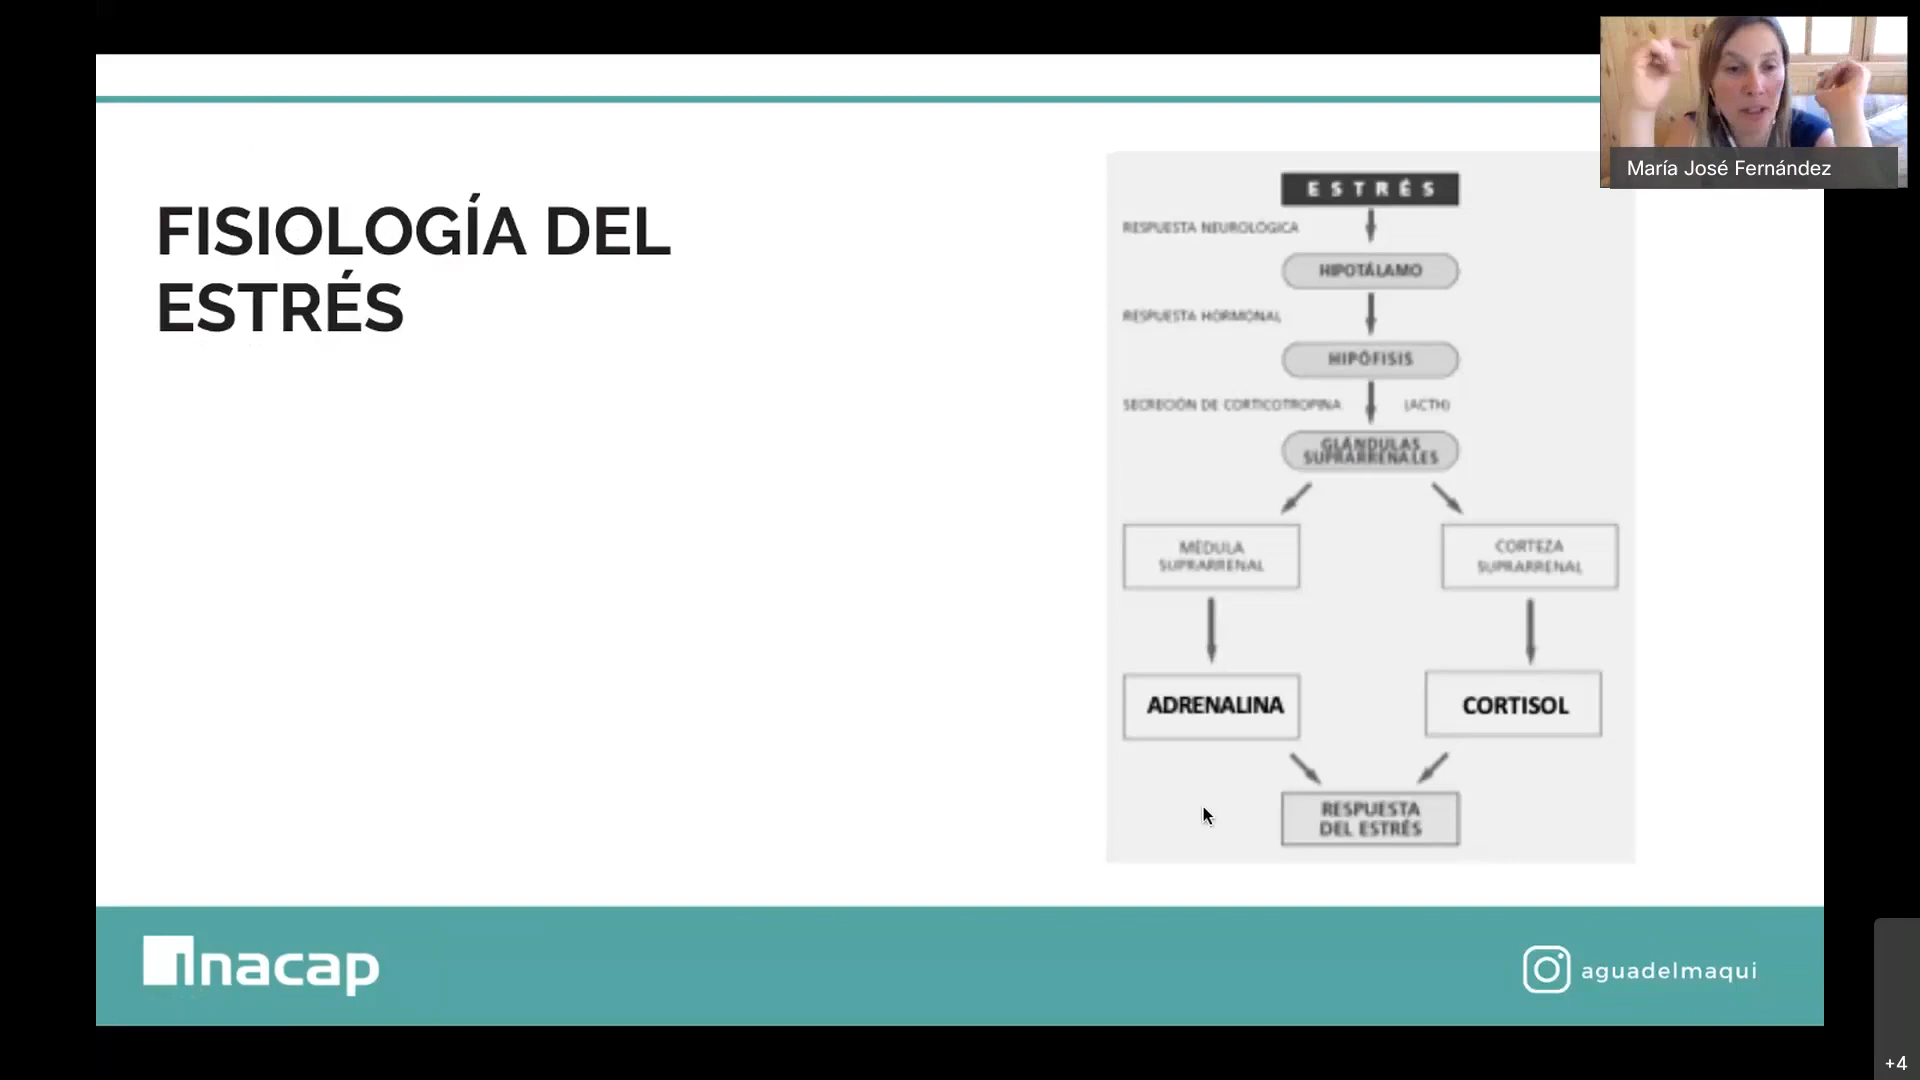 María José Fernández
FISIOLOGÍA DEL
ESTRÉS
ESTRÉS
RESPUESTA NEUROLÓGICA
HIPOTÁLAMO
RESPUESTA HORMONAL
HIPÓFISIS
SECRECIÓN DE CORTICOTROPINA (ACTH)
GLÁNDULAS
SUPRARRENALES
MÉDULA
SUPRARRENAL
CORTEZA
SUPRARRENAL
ADRENALINA
CORTISOL
RESPUESTA
DEL ESTRÉS
Inacap
aguadelmaqui
+4